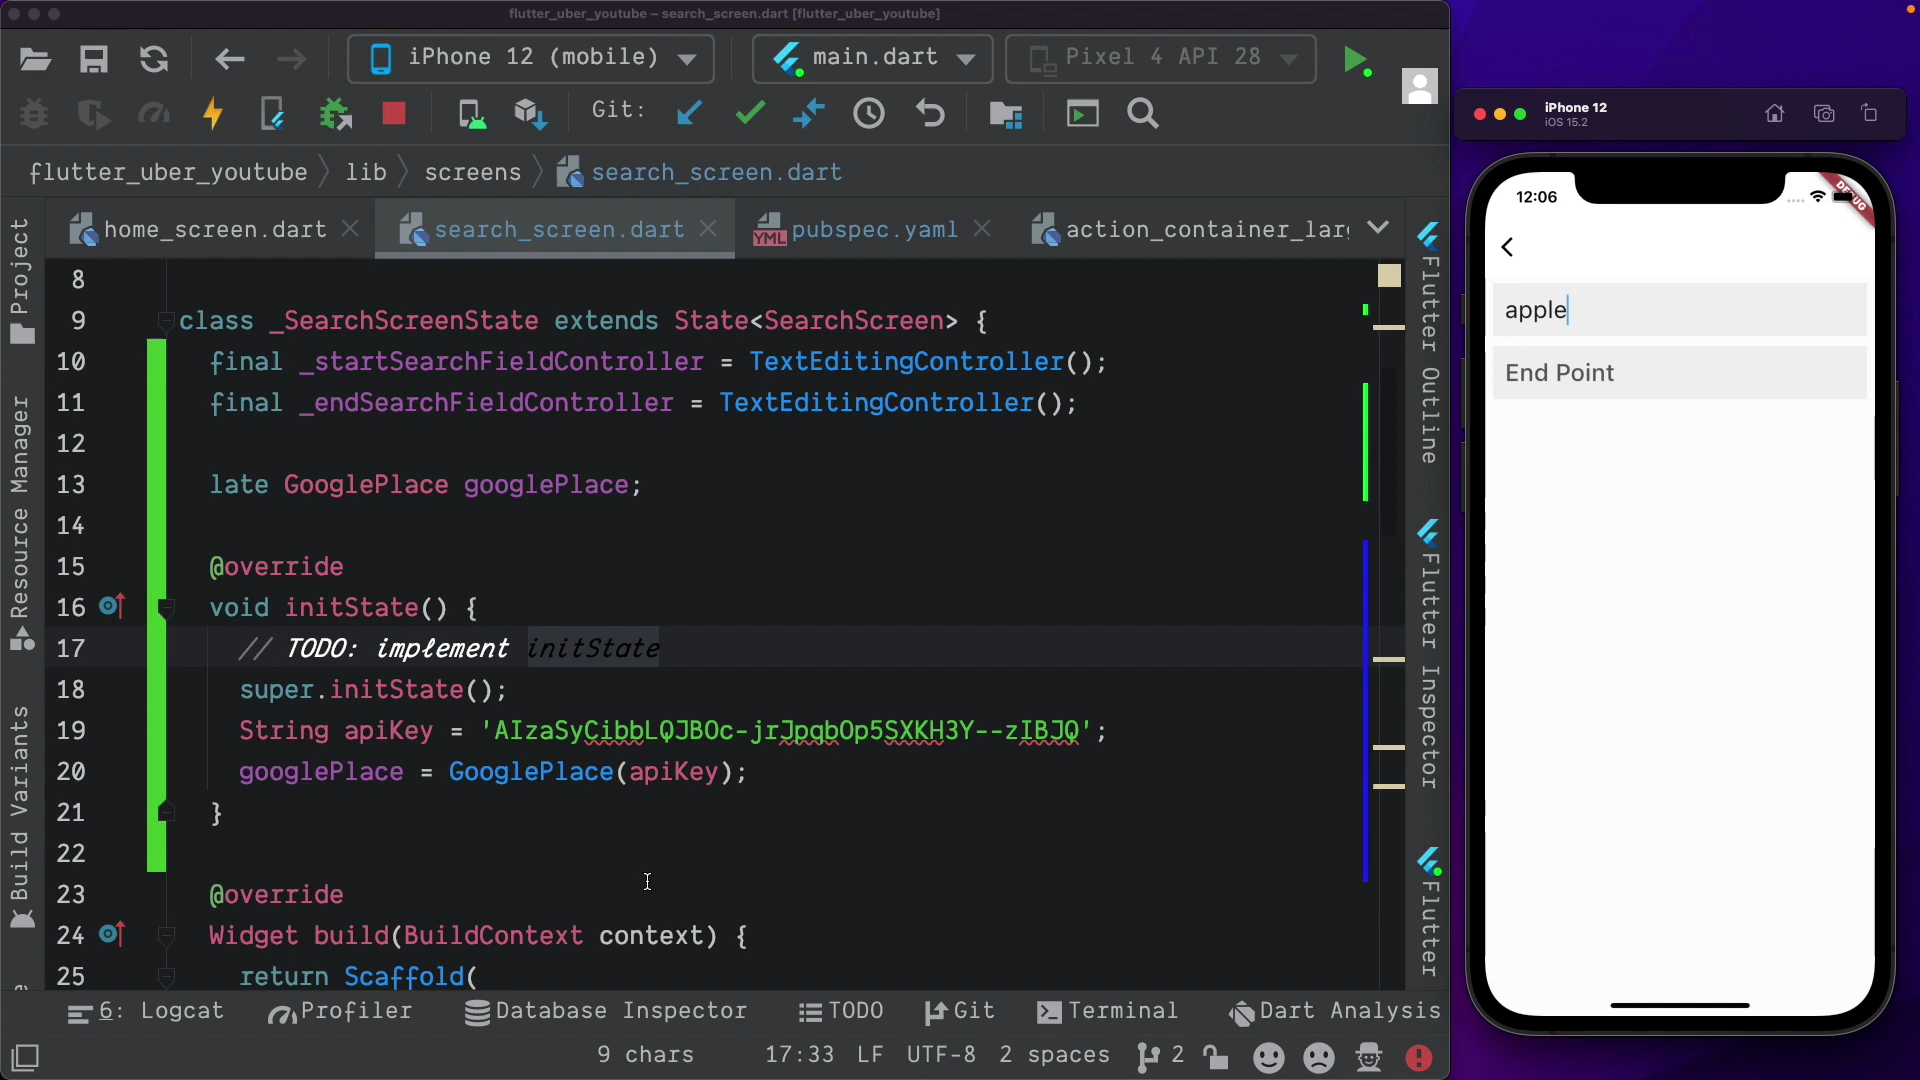 flutter_uber_youtube – search_screen.dart [flutter_uber_youtube]
iPhone 12 (mobile)
main.dart
Pixel 4 API 28
Git:
flutter_uber_youtube
lib
screens
search_screen.dart
home_screen.dart
search_screen.dart
YML
pubspec.yaml
action_container_larg
Project
Resource Manager
Build Variants
8
9 class _SearchScreenState extends State<SearchScreen> {
10 final _startSearchFieldController = TextEditingController();
11 final _endSearchFieldController = TextEditingController();
12
13 late GooglePlace googlePlace;
14
15 @override
16 void initState() {
17 // TODO: implement initState
18 super.initState();
19 String apiKey = 'AIzaSyCibbLQJBOc-jrJpqbOp5SXKH3Y--zIBJQ';
20 googlePlace = GooglePlace(apiKey);
21 }
22
23 @override
24 Widget build(BuildContext context) {
25 return Scaffold(
Flutter Outline
Flutter Inspector
Flutter
6: Logcat
Profiler
Database Inspector
TODO
Git
Terminal
Dart Analysis
9 chars
17:33
LF
UTF-8
2 spaces
2
iPhone 12
iOS 15.2
12:06
DEBUG
apple
End Point